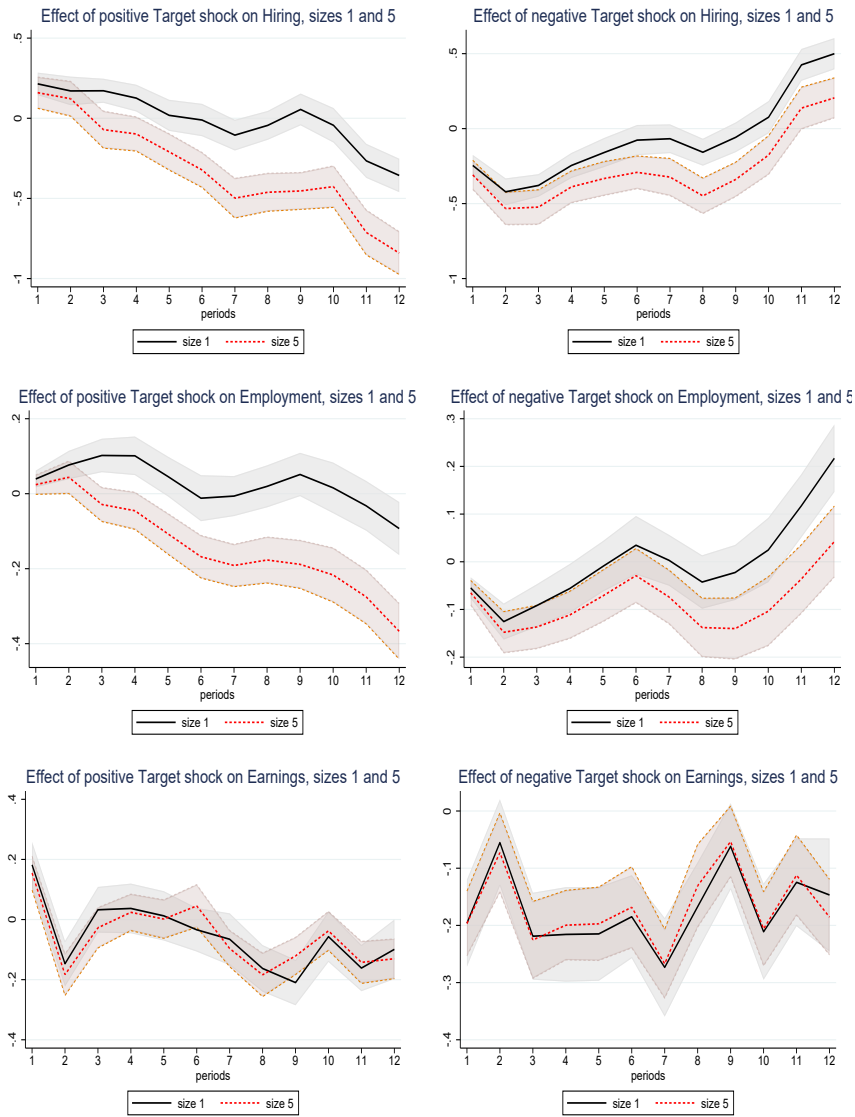 Effect of positive Target shock on Hiring, sizes 1 and 5
.5
0
-.5
-1
1 2 3 4 5 6 7 8 9 10 11 12
periods
size 1 size 5
Effect of negative Target shock on Hiring, sizes 1 and 5
.5
0
-.5
-1
1 2 3 4 5 6 7 8 9 10 11 12
periods
size 1 size 5
Effect of positive Target shock on Employment, sizes 1 and 5
.2
0
-.2
-.4
1 2 3 4 5 6 7 8 9 10 11 12
periods
size 1 size 5
Effect of negative Target shock on Employment, sizes 1 and 5
.3
.2
.1
0
-.1
-.2
1 2 3 4 5 6 7 8 9 10 11 12
periods
size 1 size 5
Effect of positive Target shock on Earnings, sizes 1 and 5
.4
.2
0
-.2
-.4
1 2 3 4 5 6 7 8 9 10 11 12
periods
size 1 size 5
Effect of negative Target shock on Earnings, sizes 1 and 5
0
-.1
-.2
-.3
-.4
1 2 3 4 5 6 7 8 9 10 11 12
periods
size 1 size 5